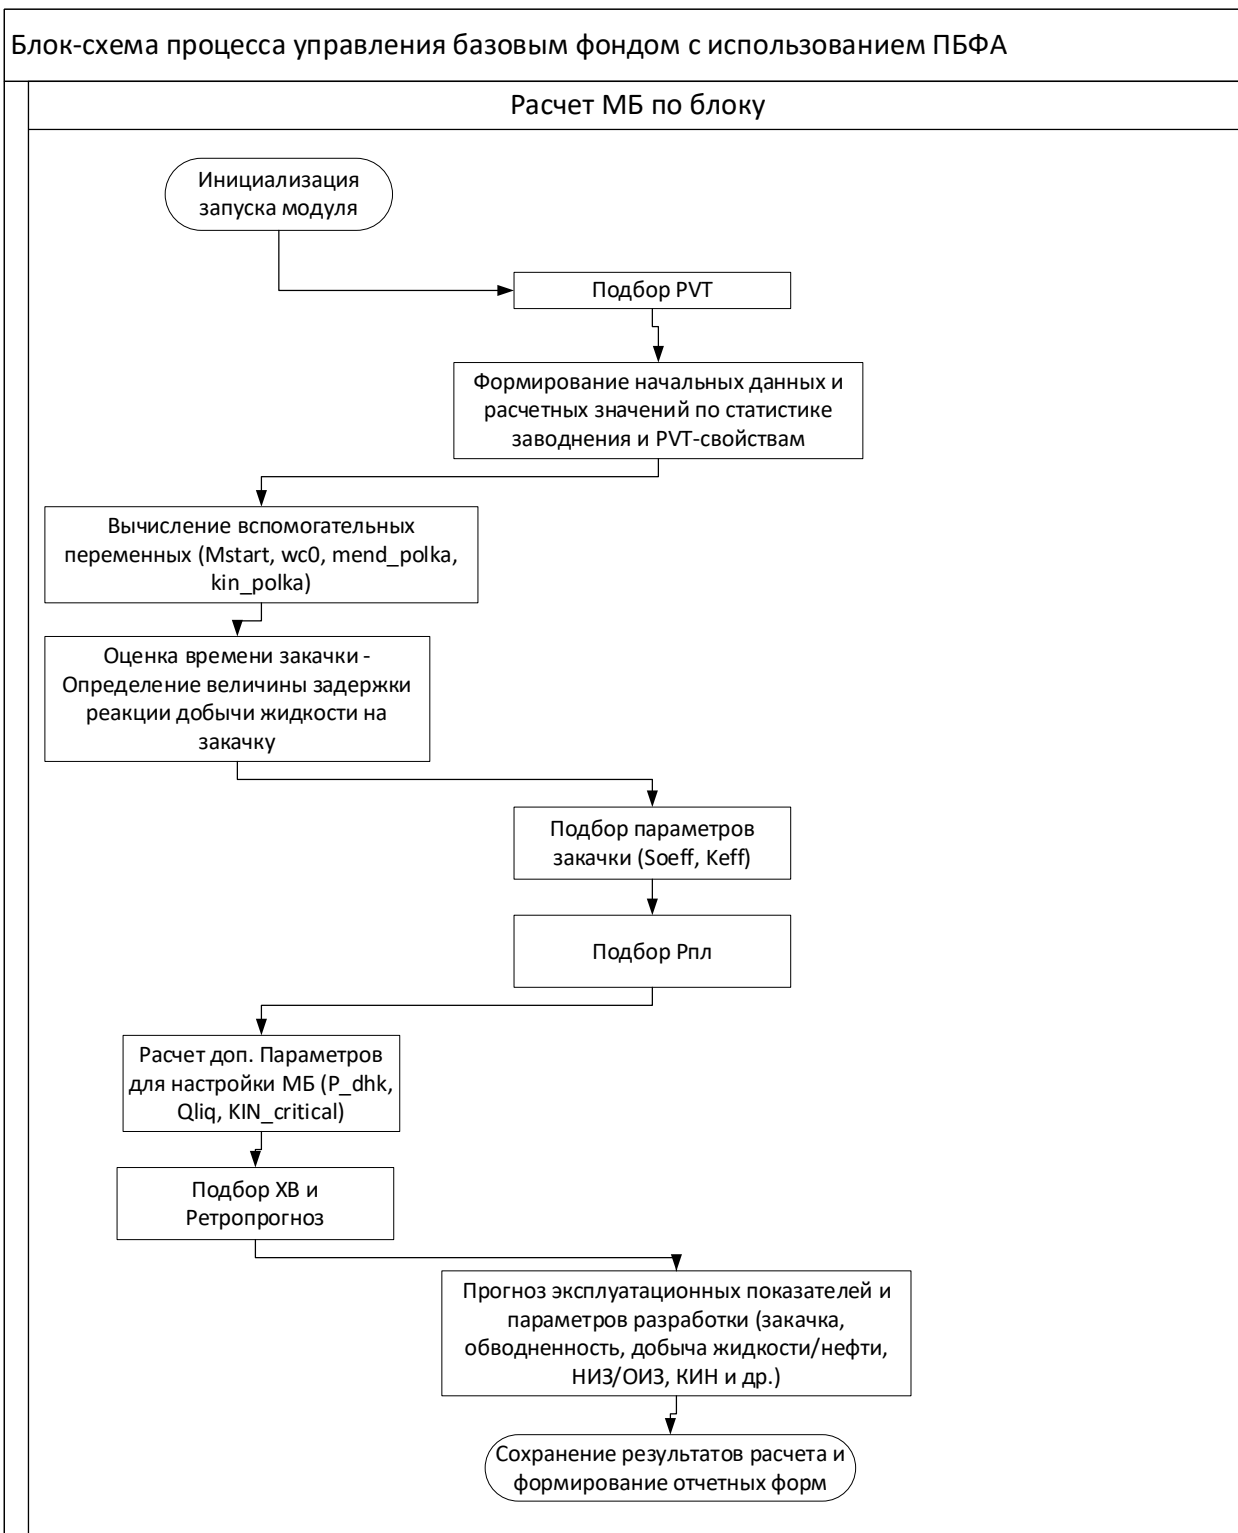 Блок-схема процесса управления базовым фондом с использованием ПБФА
Расчет МБ по блоку
Инициализация
запуска модуля
Подбор PVT
Формирование начальных данных и
расчетных значений по статистике
заводнения и PVT-свойствам
Вычисление вспомогательных
переменных (Mstart, wc0, mend_polka,
kin_polka)
Оценка времени закачки -
Определение величины задержки
реакции добычи жидкости на
закачку
Подбор параметров
закачки (Soeff, Keff)
Подбор Рпл
Расчет доп. Параметров
для настройки МБ (P_dhk,
Qliq, KIN_critical)
Подбор ХВ и
Ретропрогноз
Прогноз эксплуатационных показателей и
параметров разработки (закачка,
обводненность, добыча жидкости/нефти,
НИЗ/ОИЗ, КИН и др.)
Сохранение результатов расчета и
формирование отчетных форм